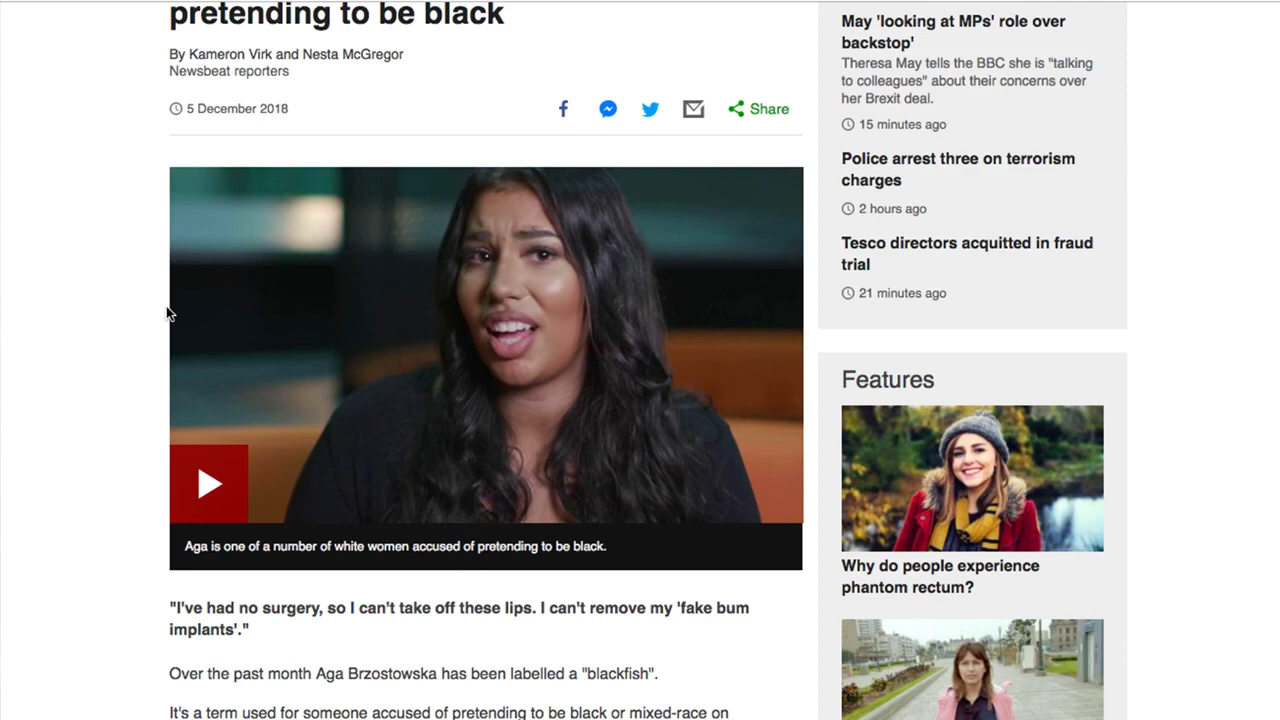 pretending to be black
By Kameron Virk and Nesta McGregor
Newsbeat reporters
5 December 2018
Share
Aga is one of a number of white women accused of pretending to be black.
"I've had no surgery, so I can't take off these lips. I can't remove my 'fake bum
implants'."
Over the past month Aga Brzostowska has been labelled a "blackfish".
It's a term used for someone accused of pretending to be black or mixed-race on
May 'looking at MPs' role over
backstop'
Theresa May tells the BBC she is "talking
to colleagues" about their concerns over
her Brexit deal.
15 minutes ago
Police arrest three on terrorism
charges
2 hours ago
Tesco directors acquitted in fraud
trial
21 minutes ago
Features
Why do people experience
phantom rectum?